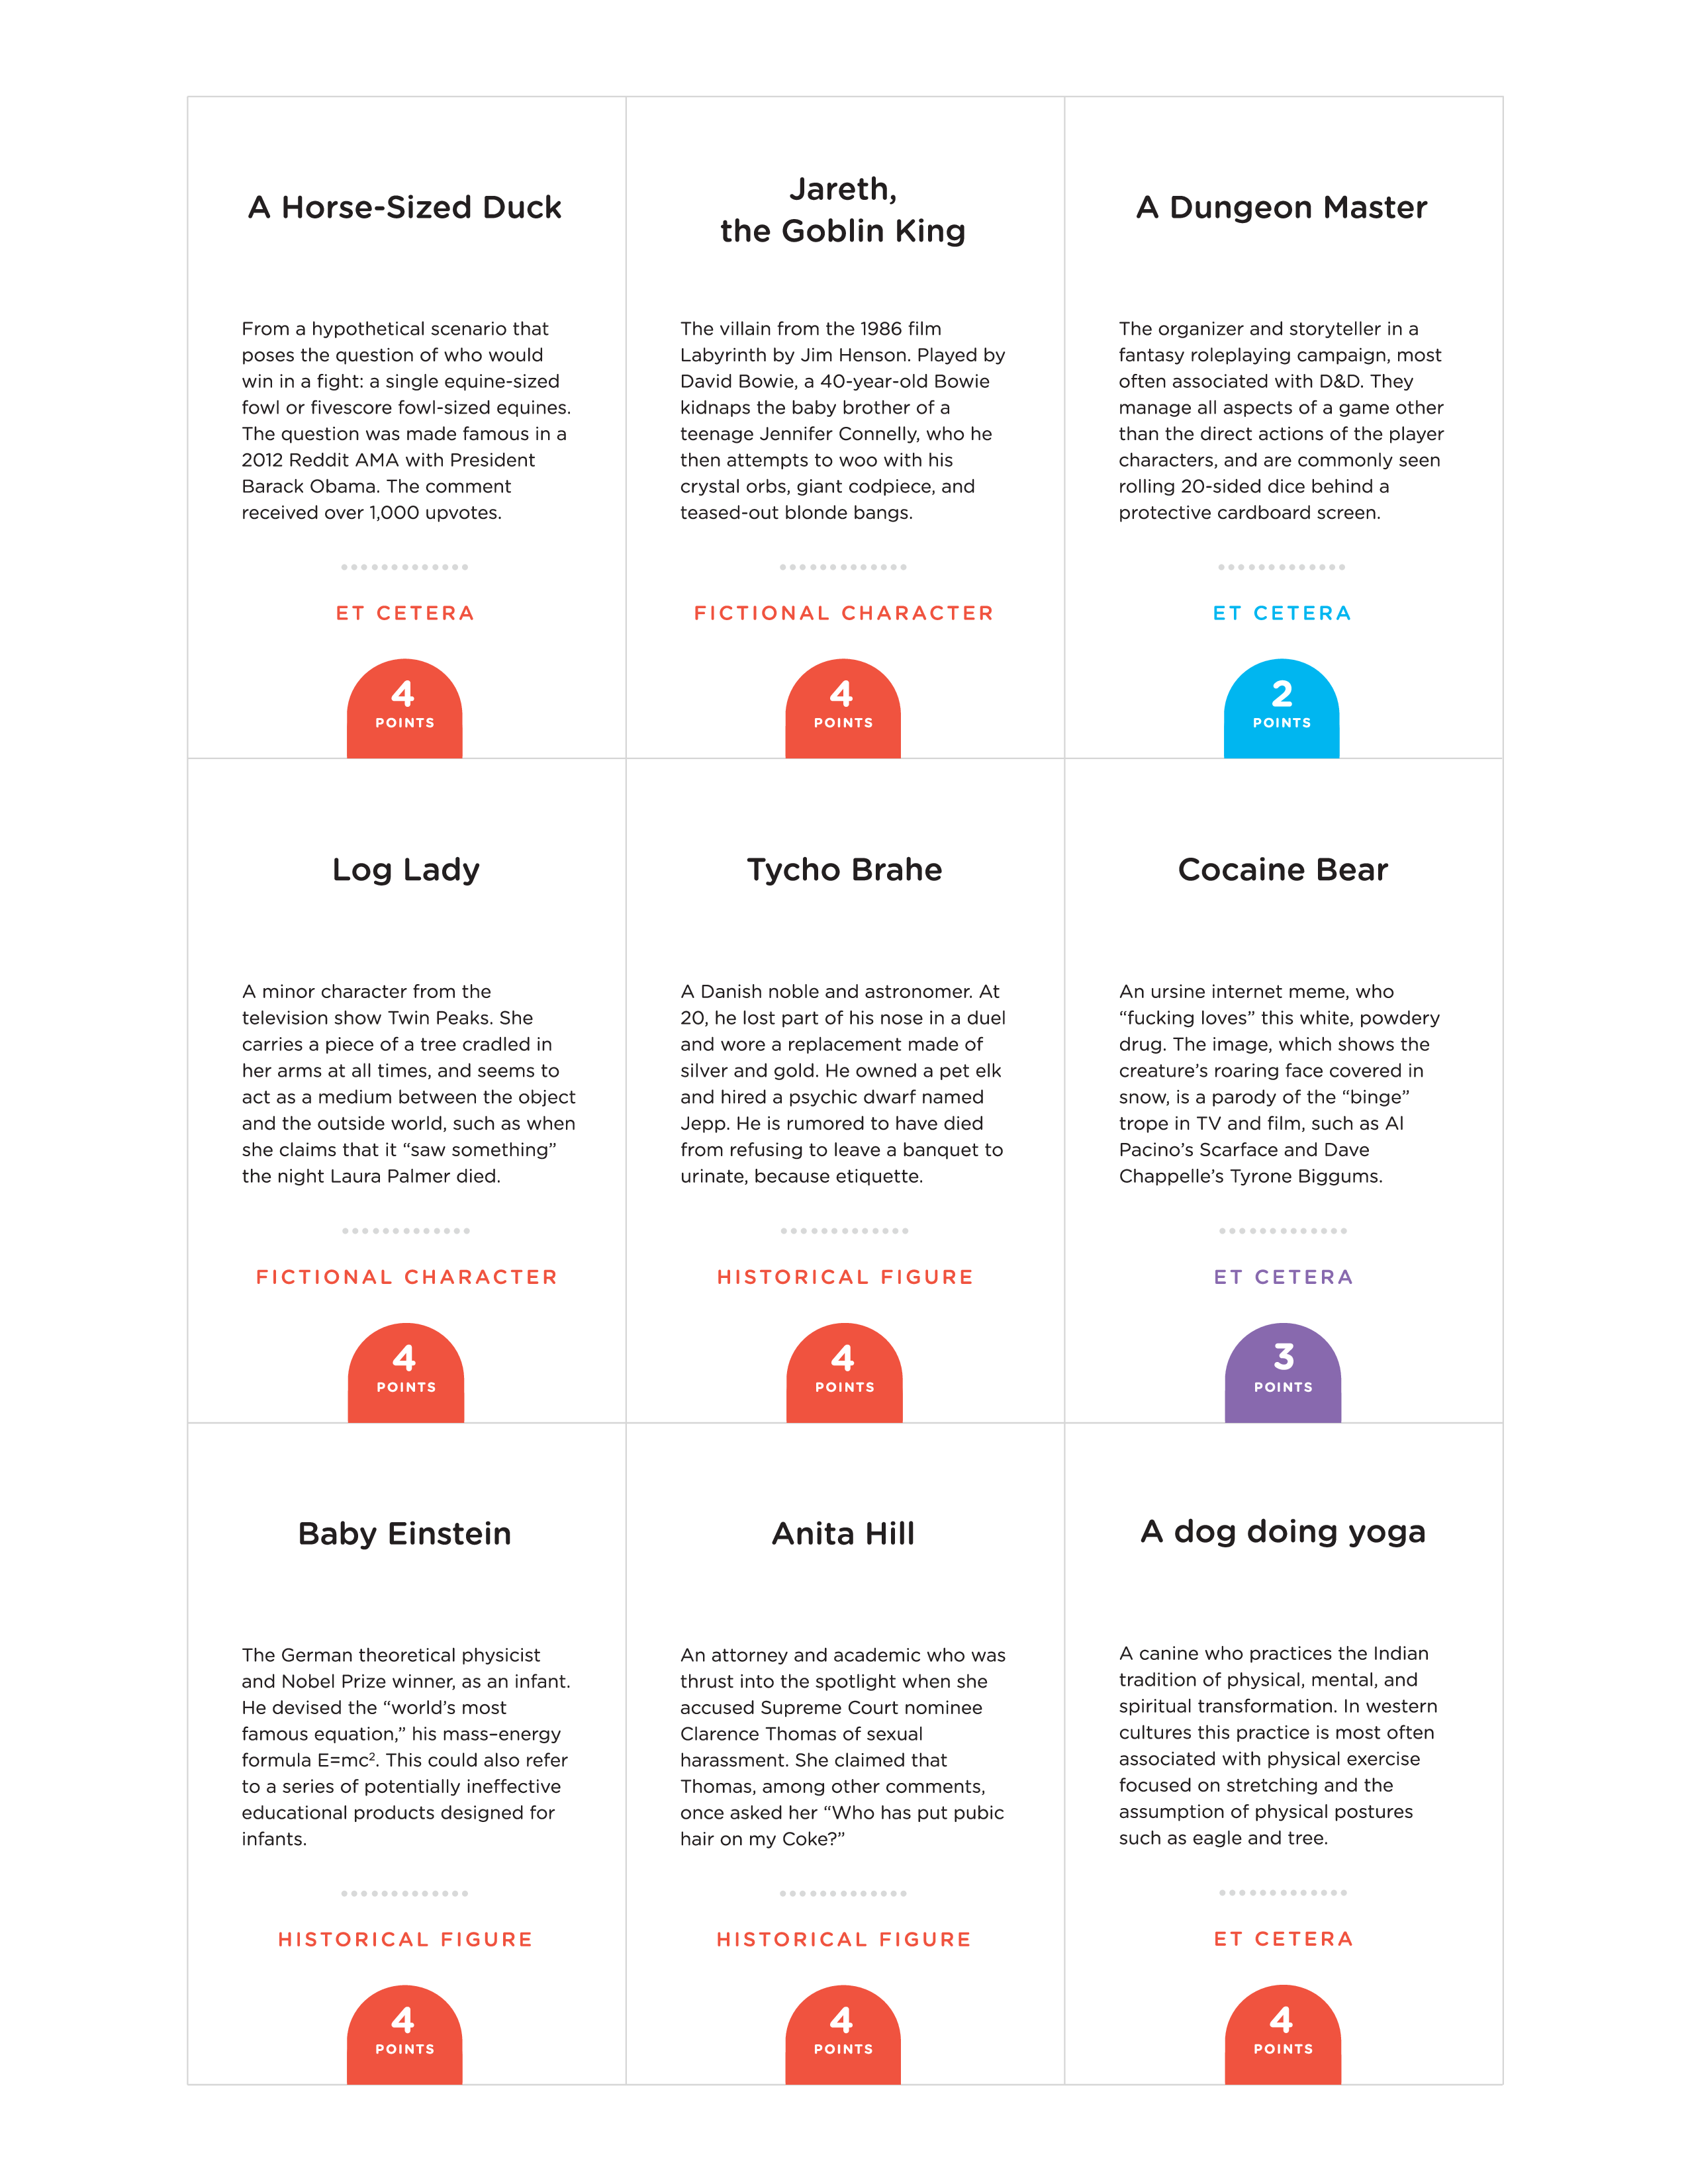 A Horse-Sized Duck
From a hypothetical scenario that
poses the question of who would
win in a fight: a single equine-sized
fowl or fivescore fowl-sized equines.
The question was made famous in a
2012 Reddit AMA with President
Barack Obama. The comment
received over 1,000 upvotes.
ET CETERA
4
POINTS
Jareth,
the Goblin King
The villain from the 1986 film
Labyrinth by Jim Henson. Played by
David Bowie, a 40-year-old Bowie
kidnaps the baby brother of a
teenage Jennifer Connelly, who he
then attempts to woo with his
crystal orbs, giant codpiece, and
teased-out blonde bangs.
FICTIONAL CHARACTER
4
POINTS
A Dungeon Master
The organizer and storyteller in a
fantasy roleplaying campaign, most
often associated with D&D. They
manage all aspects of a game other
than the direct actions of the player
characters, and are commonly seen
rolling 20-sided dice behind a
protective cardboard screen.
ET CETERA
2
POINTS
Log Lady
A minor character from the
television show Twin Peaks. She
carries a piece of a tree cradled in
her arms at all times, and seems to
act as a medium between the object
and the outside world, such as when
she claims that it “saw something”
the night Laura Palmer died.
FICTIONAL CHARACTER
4
POINTS
Tycho Brahe
A Danish noble and astronomer. At
20, he lost part of his nose in a duel
and wore a replacement made of
silver and gold. He owned a pet elk
and hired a psychic dwarf named
Jepp. He is rumored to have died
from refusing to leave a banquet to
urinate, because etiquette.
HISTORICAL FIGURE
4
POINTS
Cocaine Bear
An ursine internet meme, who
“fucking loves” this white, powdery
drug. The image, which shows the
creature’s roaring face covered in
snow, is a parody of the “binge”
trope in TV and film, such as Al
Pacino’s Scarface and Dave
Chappelle’s Tyrone Biggums.
ET CETERA
3
POINTS
Baby Einstein
The German theoretical physicist
and Nobel Prize winner, as an infant.
He devised the “world’s most
famous equation,” his mass–energy
formula E=mc². This could also refer
to a series of potentially ineffective
educational products designed for
infants.
HISTORICAL FIGURE
4
POINTS
Anita Hill
An attorney and academic who was
thrust into the spotlight when she
accused Supreme Court nominee
Clarence Thomas of sexual
harassment. She claimed that
Thomas, among other comments,
once asked her “Who has put pubic
hair on my Coke?”
HISTORICAL FIGURE
4
POINTS
A dog doing yoga
A canine who practices the Indian
tradition of physical, mental, and
spiritual transformation. In western
cultures this practice is most often
associated with physical exercise
focused on stretching and the
assumption of physical postures
such as eagle and tree.
ET CETERA
4
POINTS